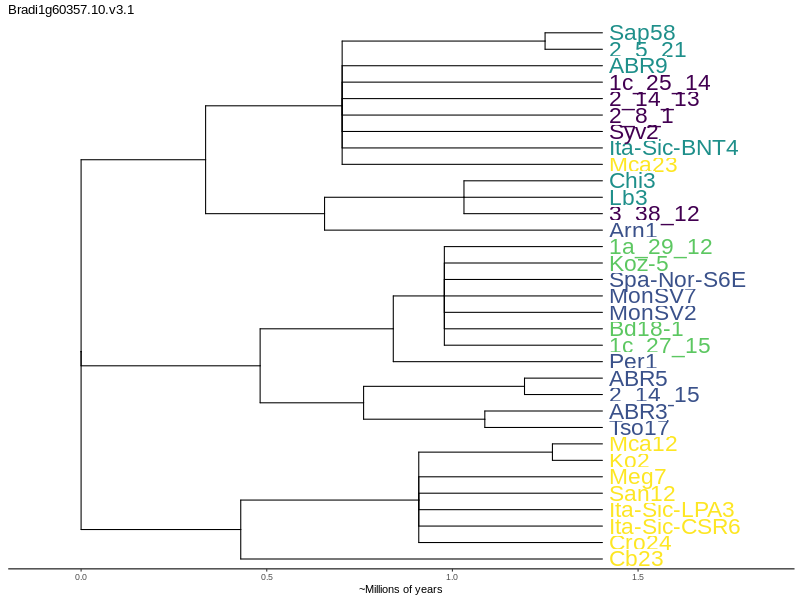 Bradi1g60357.10.v3.1
Sap58
2_5_21
ABR9
1c_25_14
2_14_13
2_8_1
Syv2
Ita-Sic-BNT4
Mca23
Chi3
Lb3
3_38_12
Arn1
1a_29_12
Koz-5
Spa-Nor-S6E
MonSV7
MonSV2
Bd18-1
1c_27_15
Per1
ABR5
2_14_15
ABR3
Tso17
Mca12
Ko2
Meg7
San12
Ita-Sic-LPA3
Ita-Sic-CSR6
Cro24
Cb23
0.0 0.5 1.0 1.5
~Millions of years